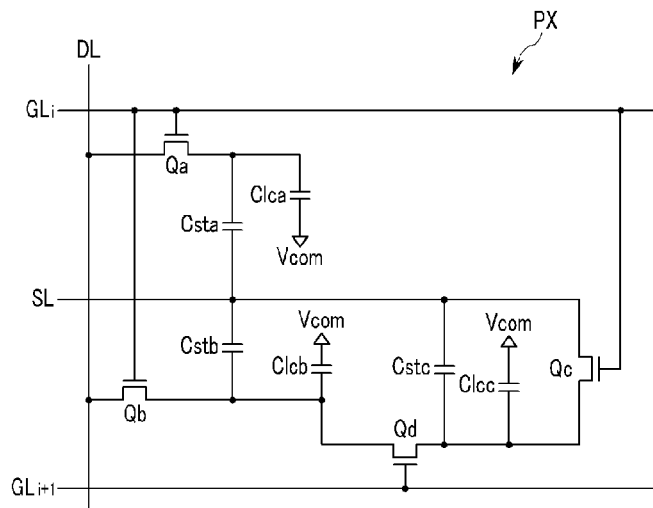 PX
DL
GLi
Qa
Clca
Csta
Vcom
SL
Vcom
Vcom
Cstb
Clcb
Cstc
Clcc
Qc
Qb
Qd
GLi+1